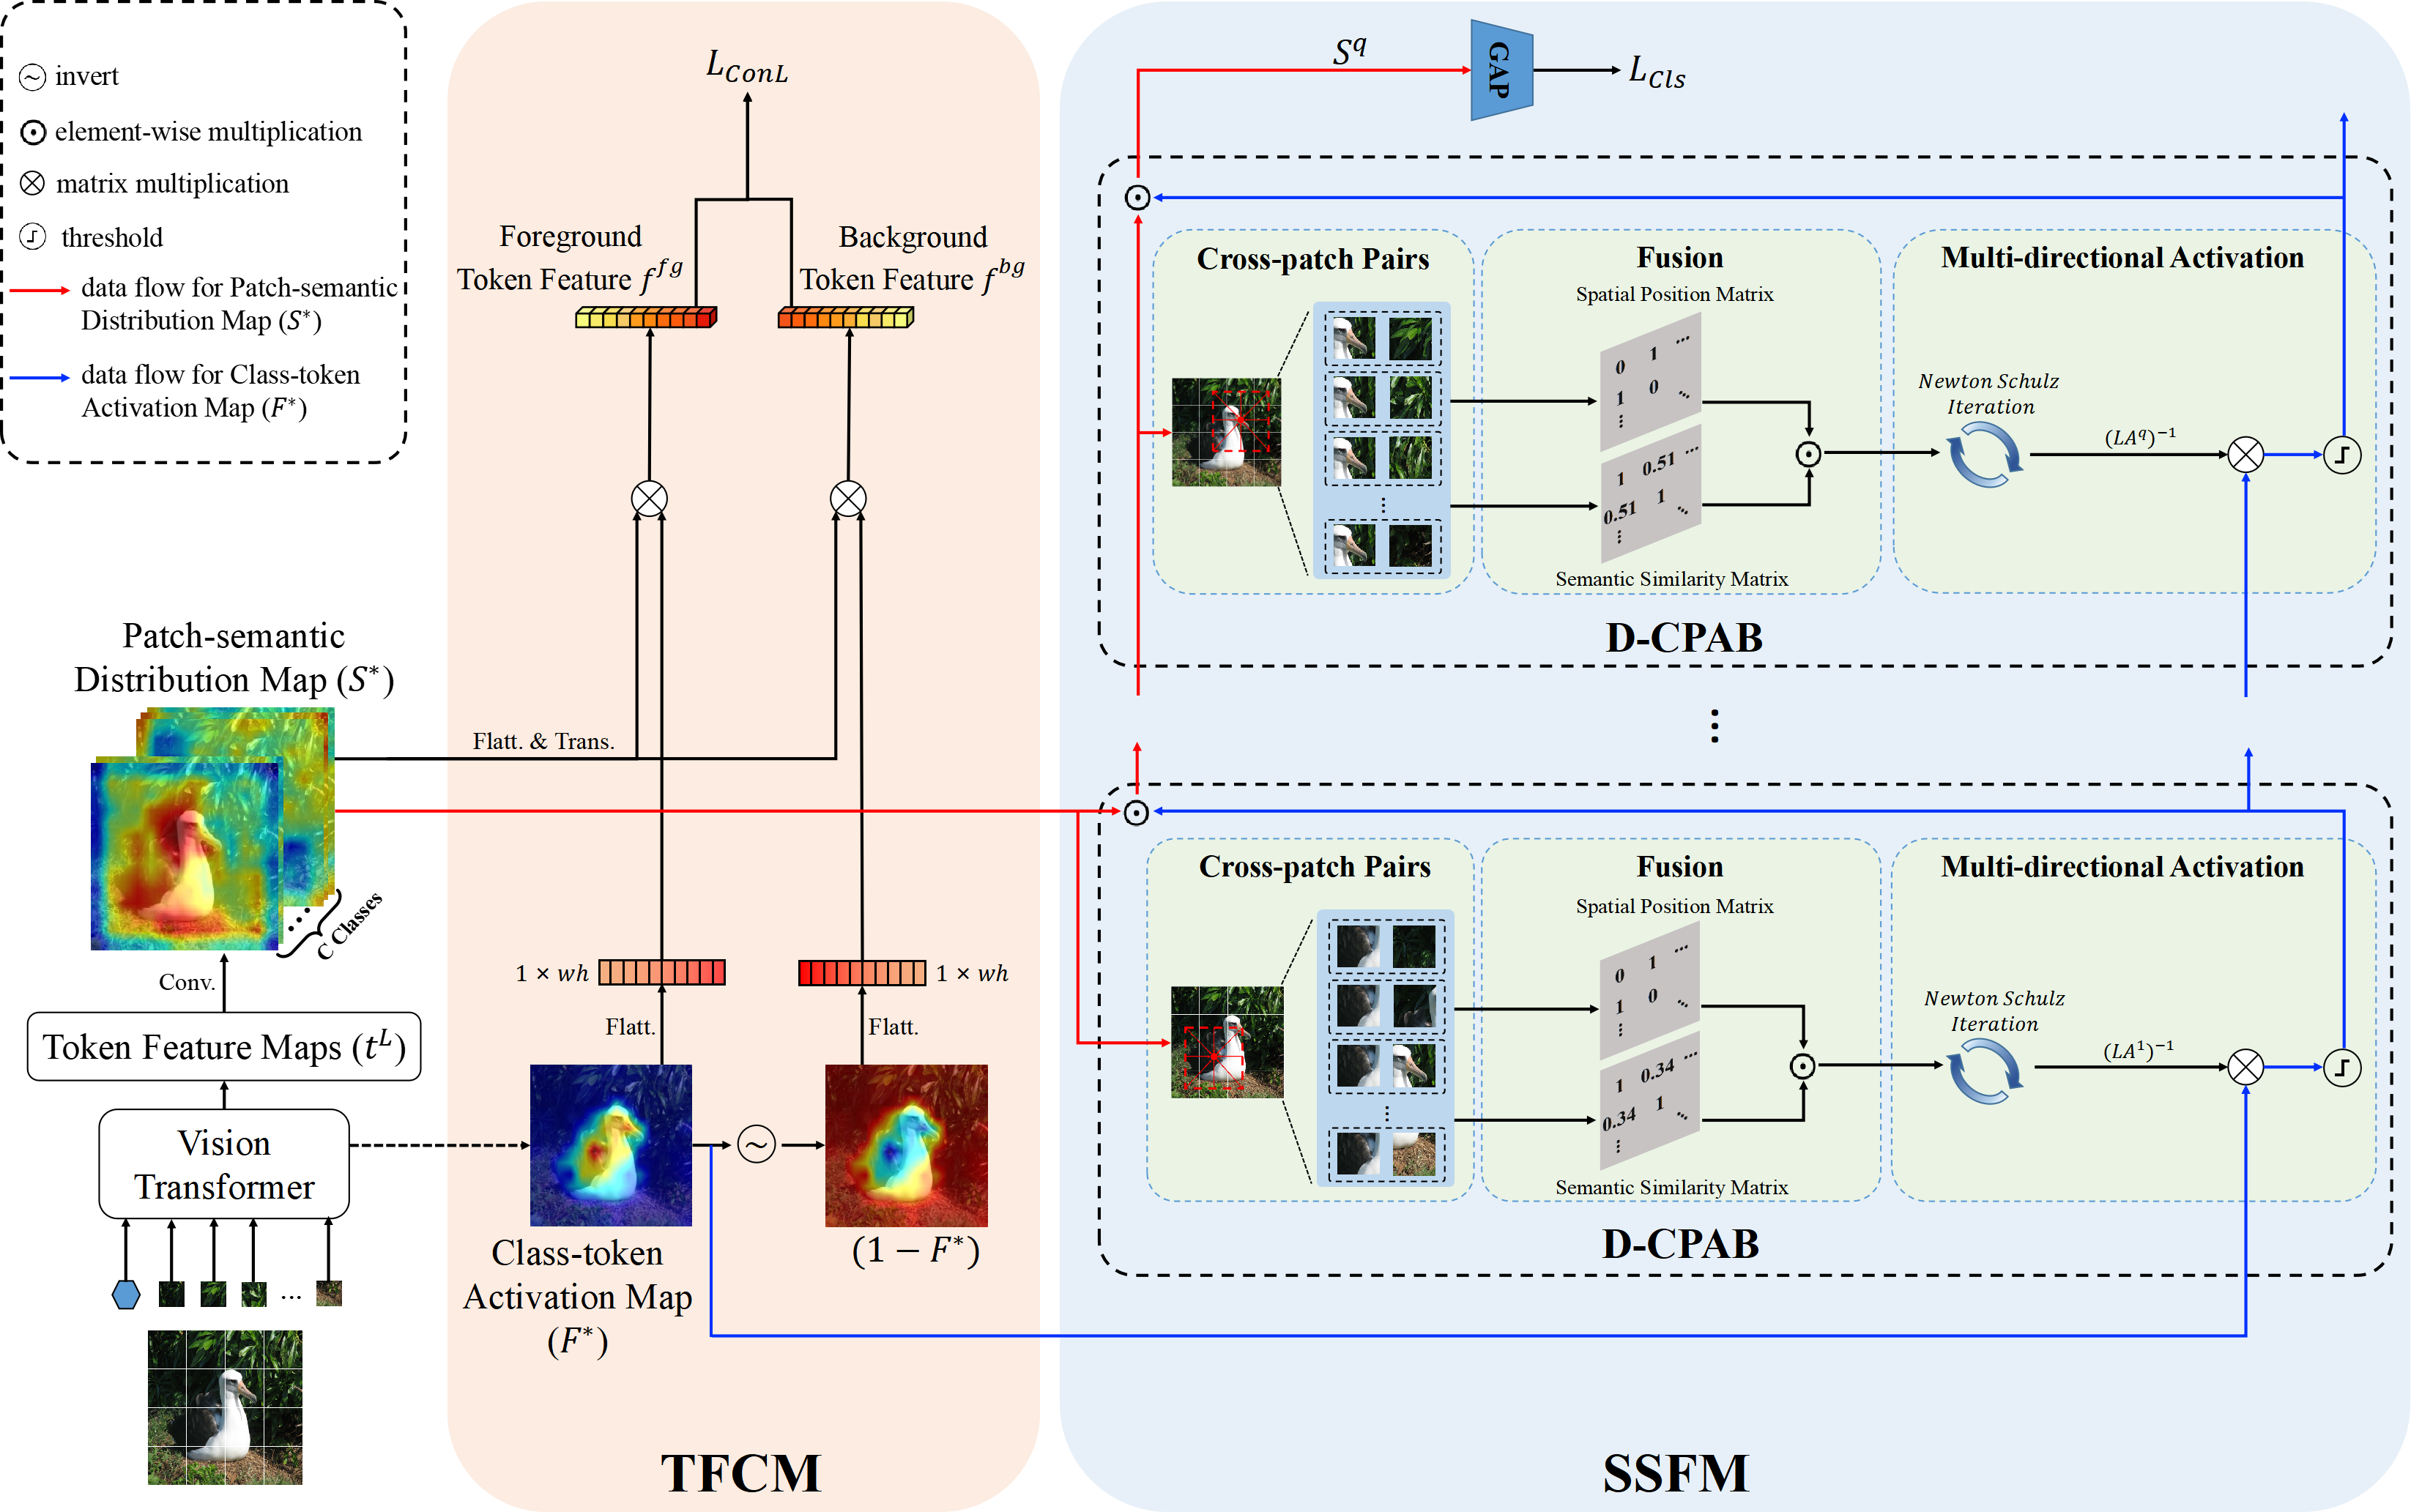 invert
element-wise multiplication
matrix multiplication
threshold
data flow for Patch-semantic
Distribution Map (S*)
data flow for Class-token
Activation Map (F*)
Patch-semantic
Distribution Map (S*)
C Classes
Conv.
Token Feature Maps (t^L)
Vision
Transformer
...
L_ConL
Foreground
Token Feature f^fg
Background
Token Feature f^bg
Flatt. & Trans.
1 × wh
1 × wh
Flatt.
Flatt.
~
Class-token
Activation Map
(F*)
(1 − F*)
TFCM
S^q
GAP
L_Cls
Cross-patch Pairs
Fusion
Spatial Position Matrix
0 1 ...
1 0 ...
⋮
1 0.51 ...
0.51 1 ...
⋮
Semantic Similarity Matrix
Multi-directional Activation
Newton Schulz
Iteration
(LA^q)^−1
D-CPAB
⋮
Cross-patch Pairs
Fusion
Spatial Position Matrix
0 1 ...
1 0 ...
⋮
1 0.34 ...
0.34 1 ...
⋮
Semantic Similarity Matrix
Multi-directional Activation
Newton Schulz
Iteration
(LA^1)^−1
D-CPAB
SSFM